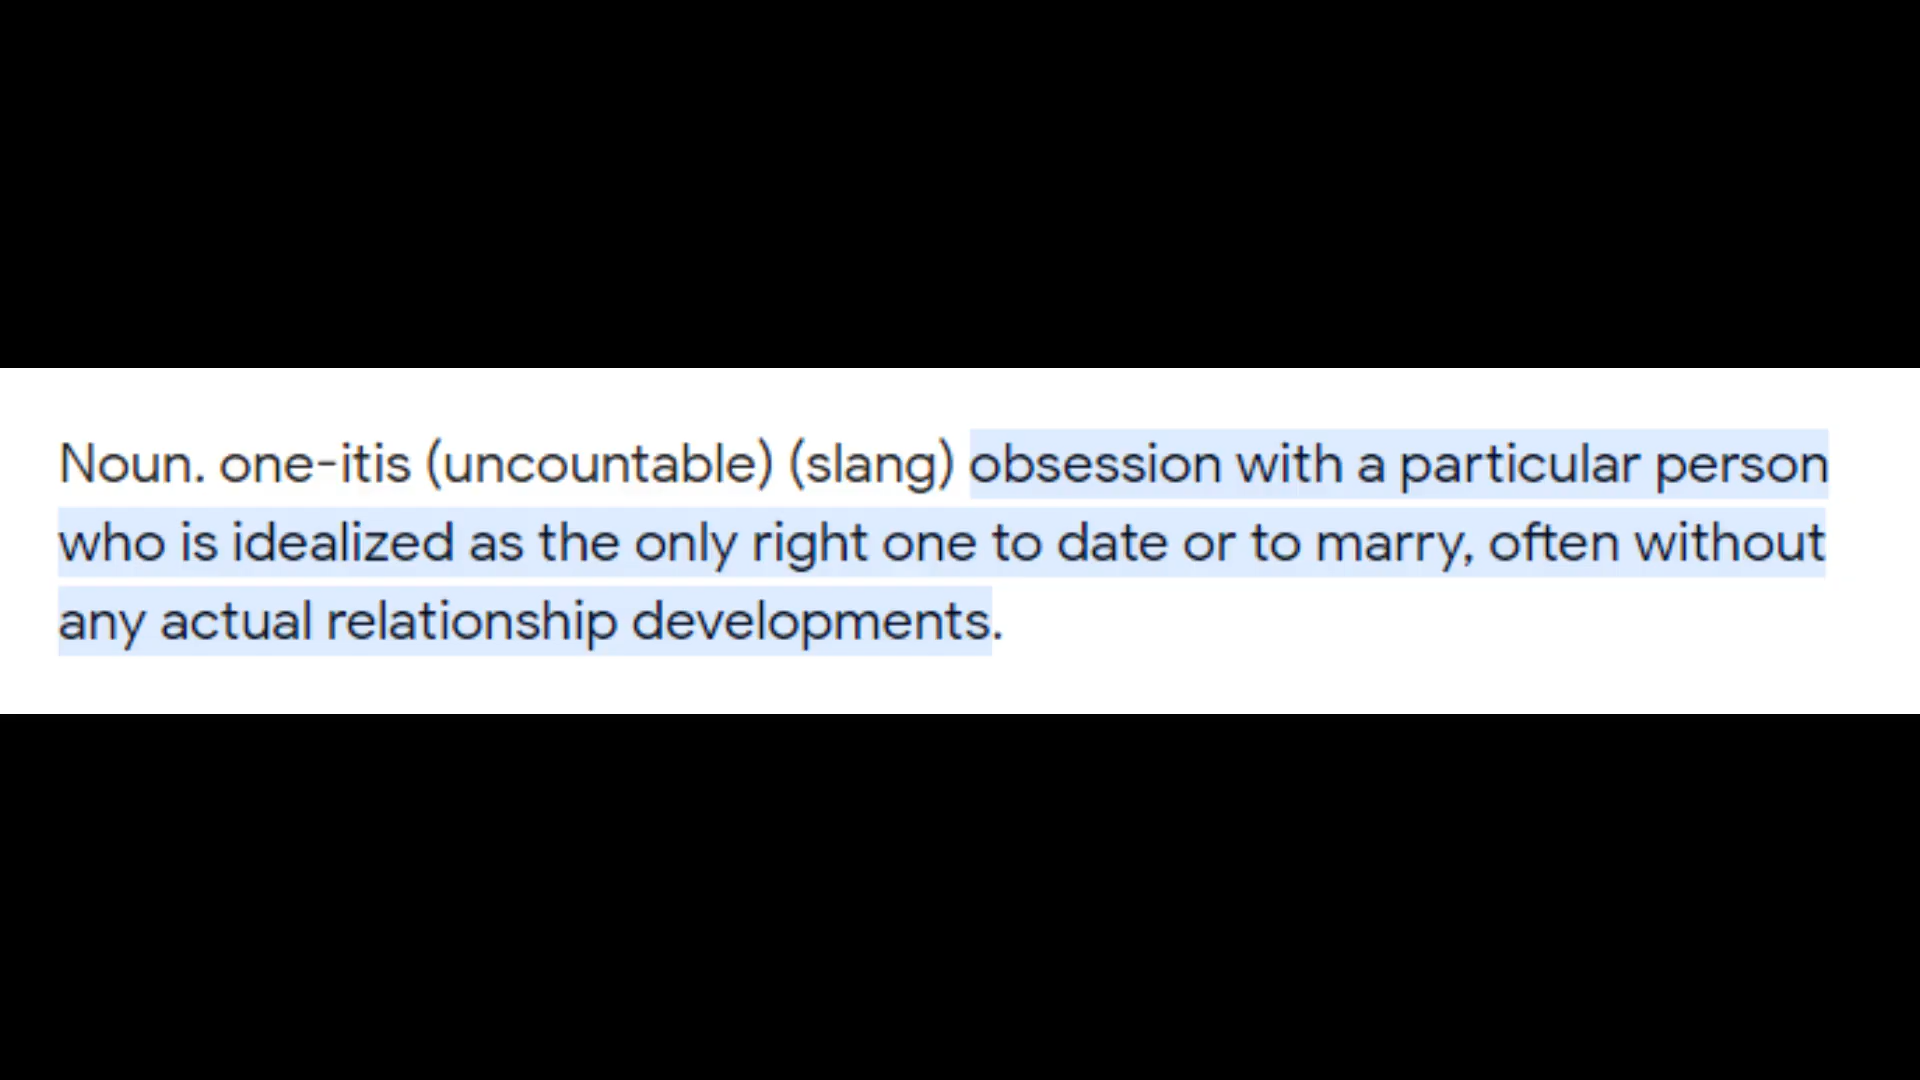 Noun. one-itis (uncountable) (slang) obsession with a particular person
who is idealized as the only right one to date or to marry, often without
any actual relationship developments.